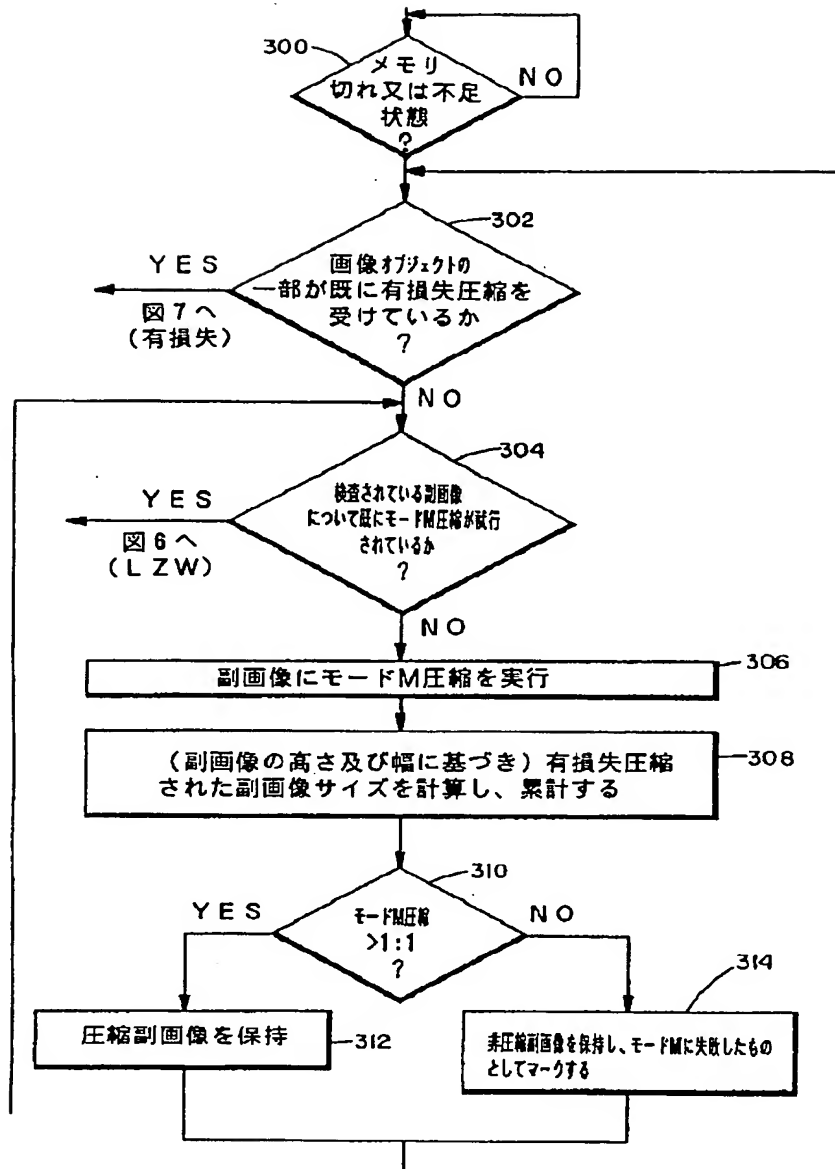 300
メモリ
切れ又は不足
状態
?
NO
302
YES
画像オブジェクトの
一部が既に有損失圧縮を
受けているか
?
図7へ
(有損失)
NO
304
YES
検査されている副画像
について既にモードM圧縮が試行
されているか
?
図6へ
(LZW)
NO
副画像にモードM圧縮を実行
306
(副画像の高さ及び幅に基づき)有損失圧縮
された副画像サイズを計算し、累計する
308
310
YES
モードM圧縮
>1:1
?
NO
314
圧縮副画像を保持
312
非圧縮副画像を保持し、モードMに失敗したもの
としてマークする